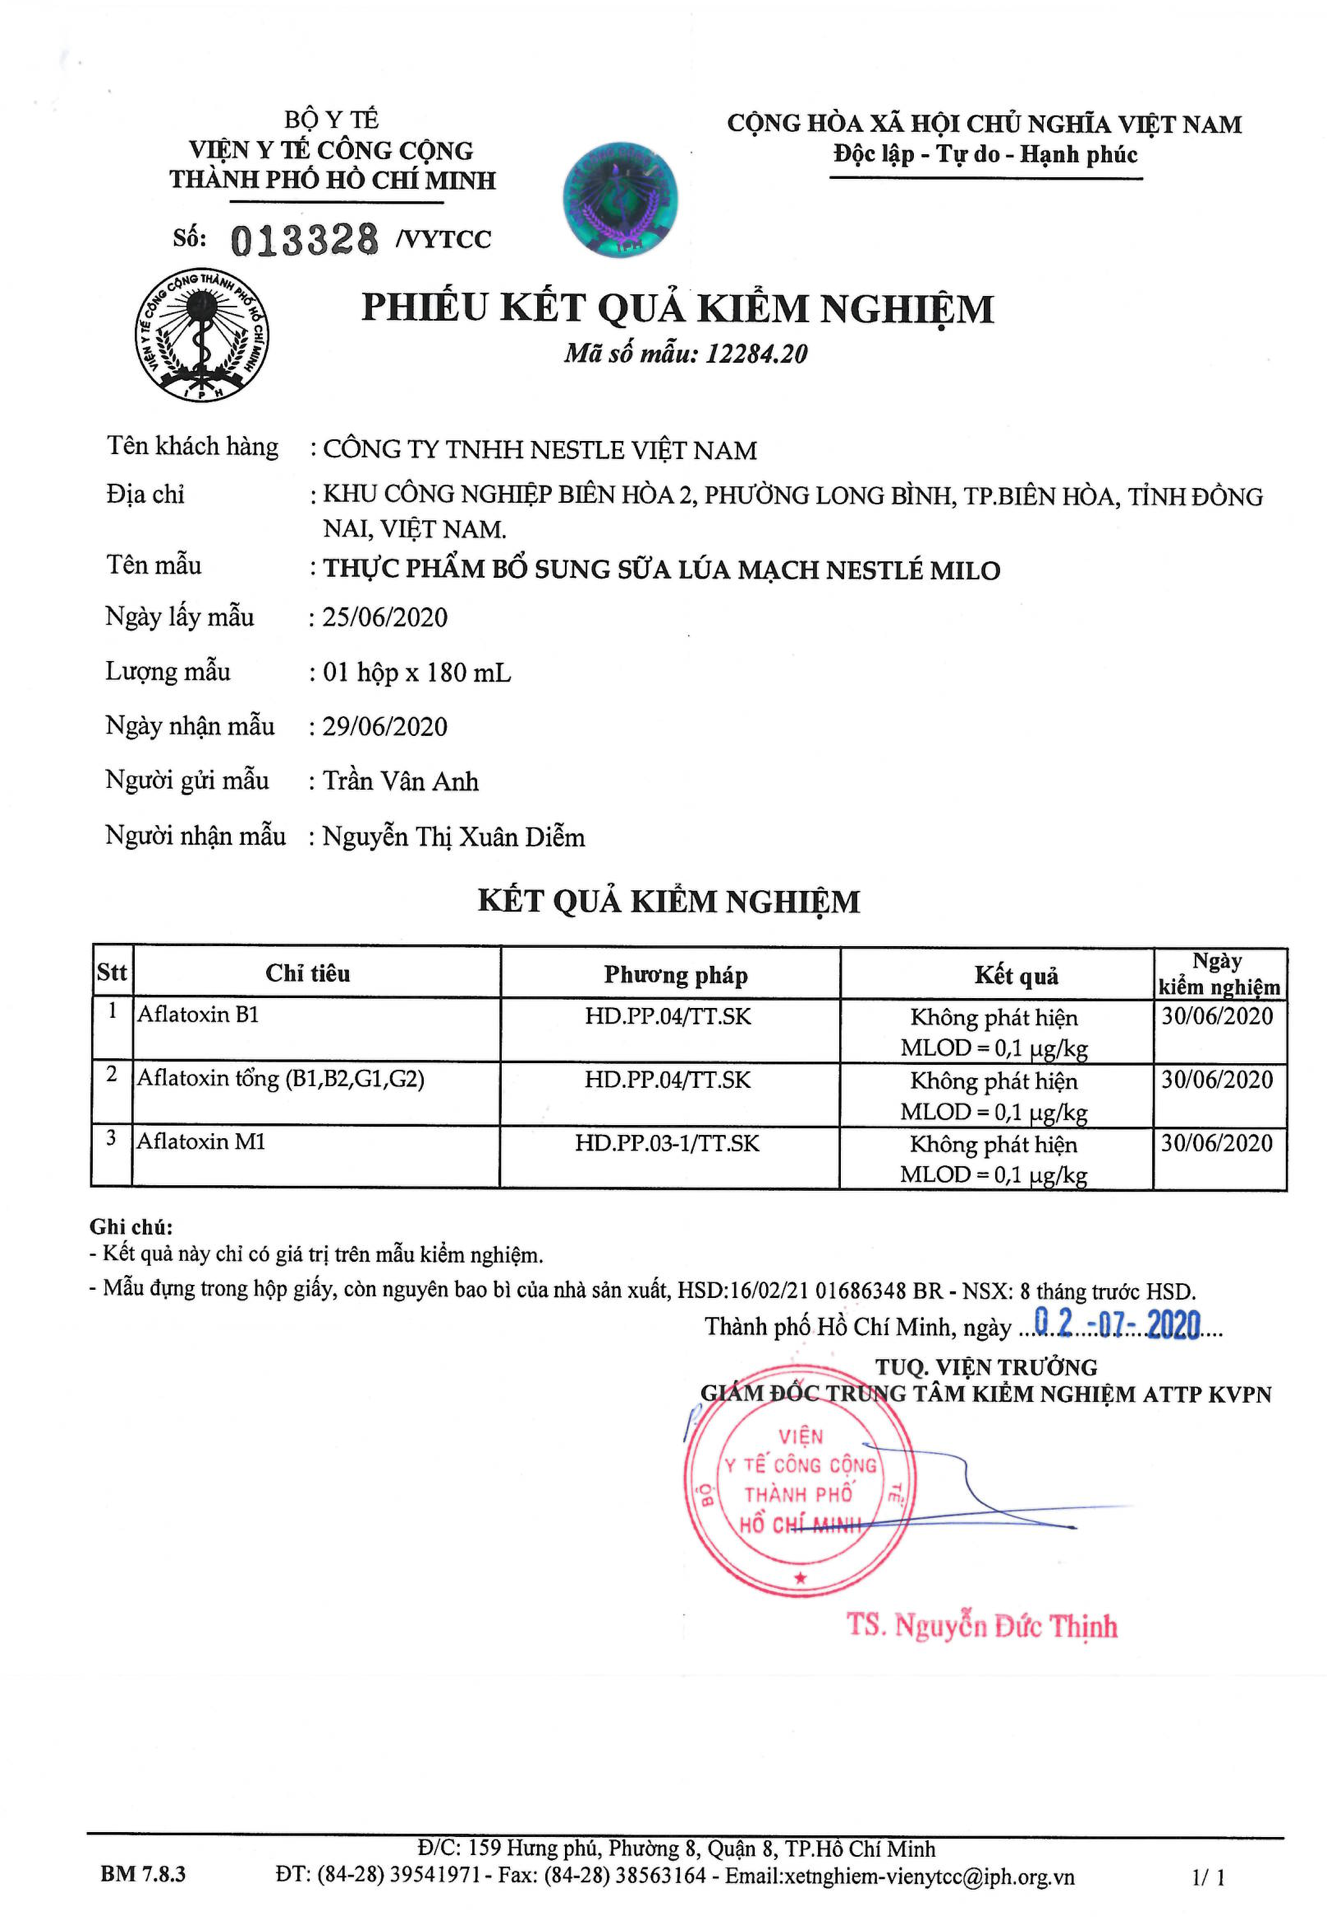 BỘ Y TẾ
VIỆN Y TẾ CÔNG CỘNG
THÀNH PHỐ HỒ CHÍ MINH
Số: 013328 /VYTCC
CỘNG HÒA XÃ HỘI CHỦ NGHĨA VIỆT NAM
Độc lập - Tự do - Hạnh phúc
IPH
VIỆN Y TẾ CÔNG CỘNG THÀNH PHỐ HỒ CHÍ MINH
IPH
PHIẾU KẾT QUẢ KIỂM NGHIỆM
Mã số mẫu: 12284.20
Tên khách hàng : CÔNG TY TNHH NESTLE VIỆT NAM
Địa chỉ : KHU CÔNG NGHIỆP BIÊN HÒA 2, PHƯỜNG LONG BÌNH, TP.BIÊN HÒA, TỈNH ĐỒNG
NAI, VIỆT NAM.
Tên mẫu : THỰC PHẨM BỔ SUNG SỮA LÚA MẠCH NESTLÉ MILO
Ngày lấy mẫu : 25/06/2020
Lượng mẫu : 01 hộp x 180 mL
Ngày nhận mẫu : 29/06/2020
Người gửi mẫu : Trần Vân Anh
Người nhận mẫu : Nguyễn Thị Xuân Diễm
KẾT QUẢ KIỂM NGHIỆM
Stt Chỉ tiêu Phương pháp Kết quả Ngày
kiểm nghiệm
1 Aflatoxin B1 HD.PP.04/TT.SK Không phát hiện 30/06/2020
MLOD = 0,1 µg/kg
2 Aflatoxin tổng (B1,B2,G1,G2) HD.PP.04/TT.SK Không phát hiện 30/06/2020
MLOD = 0,1 µg/kg
3 Aflatoxin M1 HD.PP.03-1/TT.SK Không phát hiện 30/06/2020
MLOD = 0,1 µg/kg
Ghi chú:
- Kết quả này chỉ có giá trị trên mẫu kiểm nghiệm.
- Mẫu đựng trong hộp giấy, còn nguyên bao bì của nhà sản xuất, HSD:16/02/21 01686348 BR - NSX: 8 tháng trước HSD.
Thành phố Hồ Chí Minh, ngày ...02 -07- 2020....
TUQ. VIỆN TRƯỞNG
GIÁM ĐỐC TRUNG TÂM KIỂM NGHIỆM ATTP KVPN
BỘ Y TẾ
VIỆN
Y TẾ CÔNG CỘNG
THÀNH PHỐ
HỒ CHÍ MINH
TS. Nguyễn Đức Thịnh
Đ/C: 159 Hưng phú, Phường 8, Quận 8, TP.Hồ Chí Minh
BM 7.8.3 ĐT: (84-28) 39541971 - Fax: (84-28) 38563164 - Email:xetnghiem-vienytcc@iph.org.vn 1/ 1